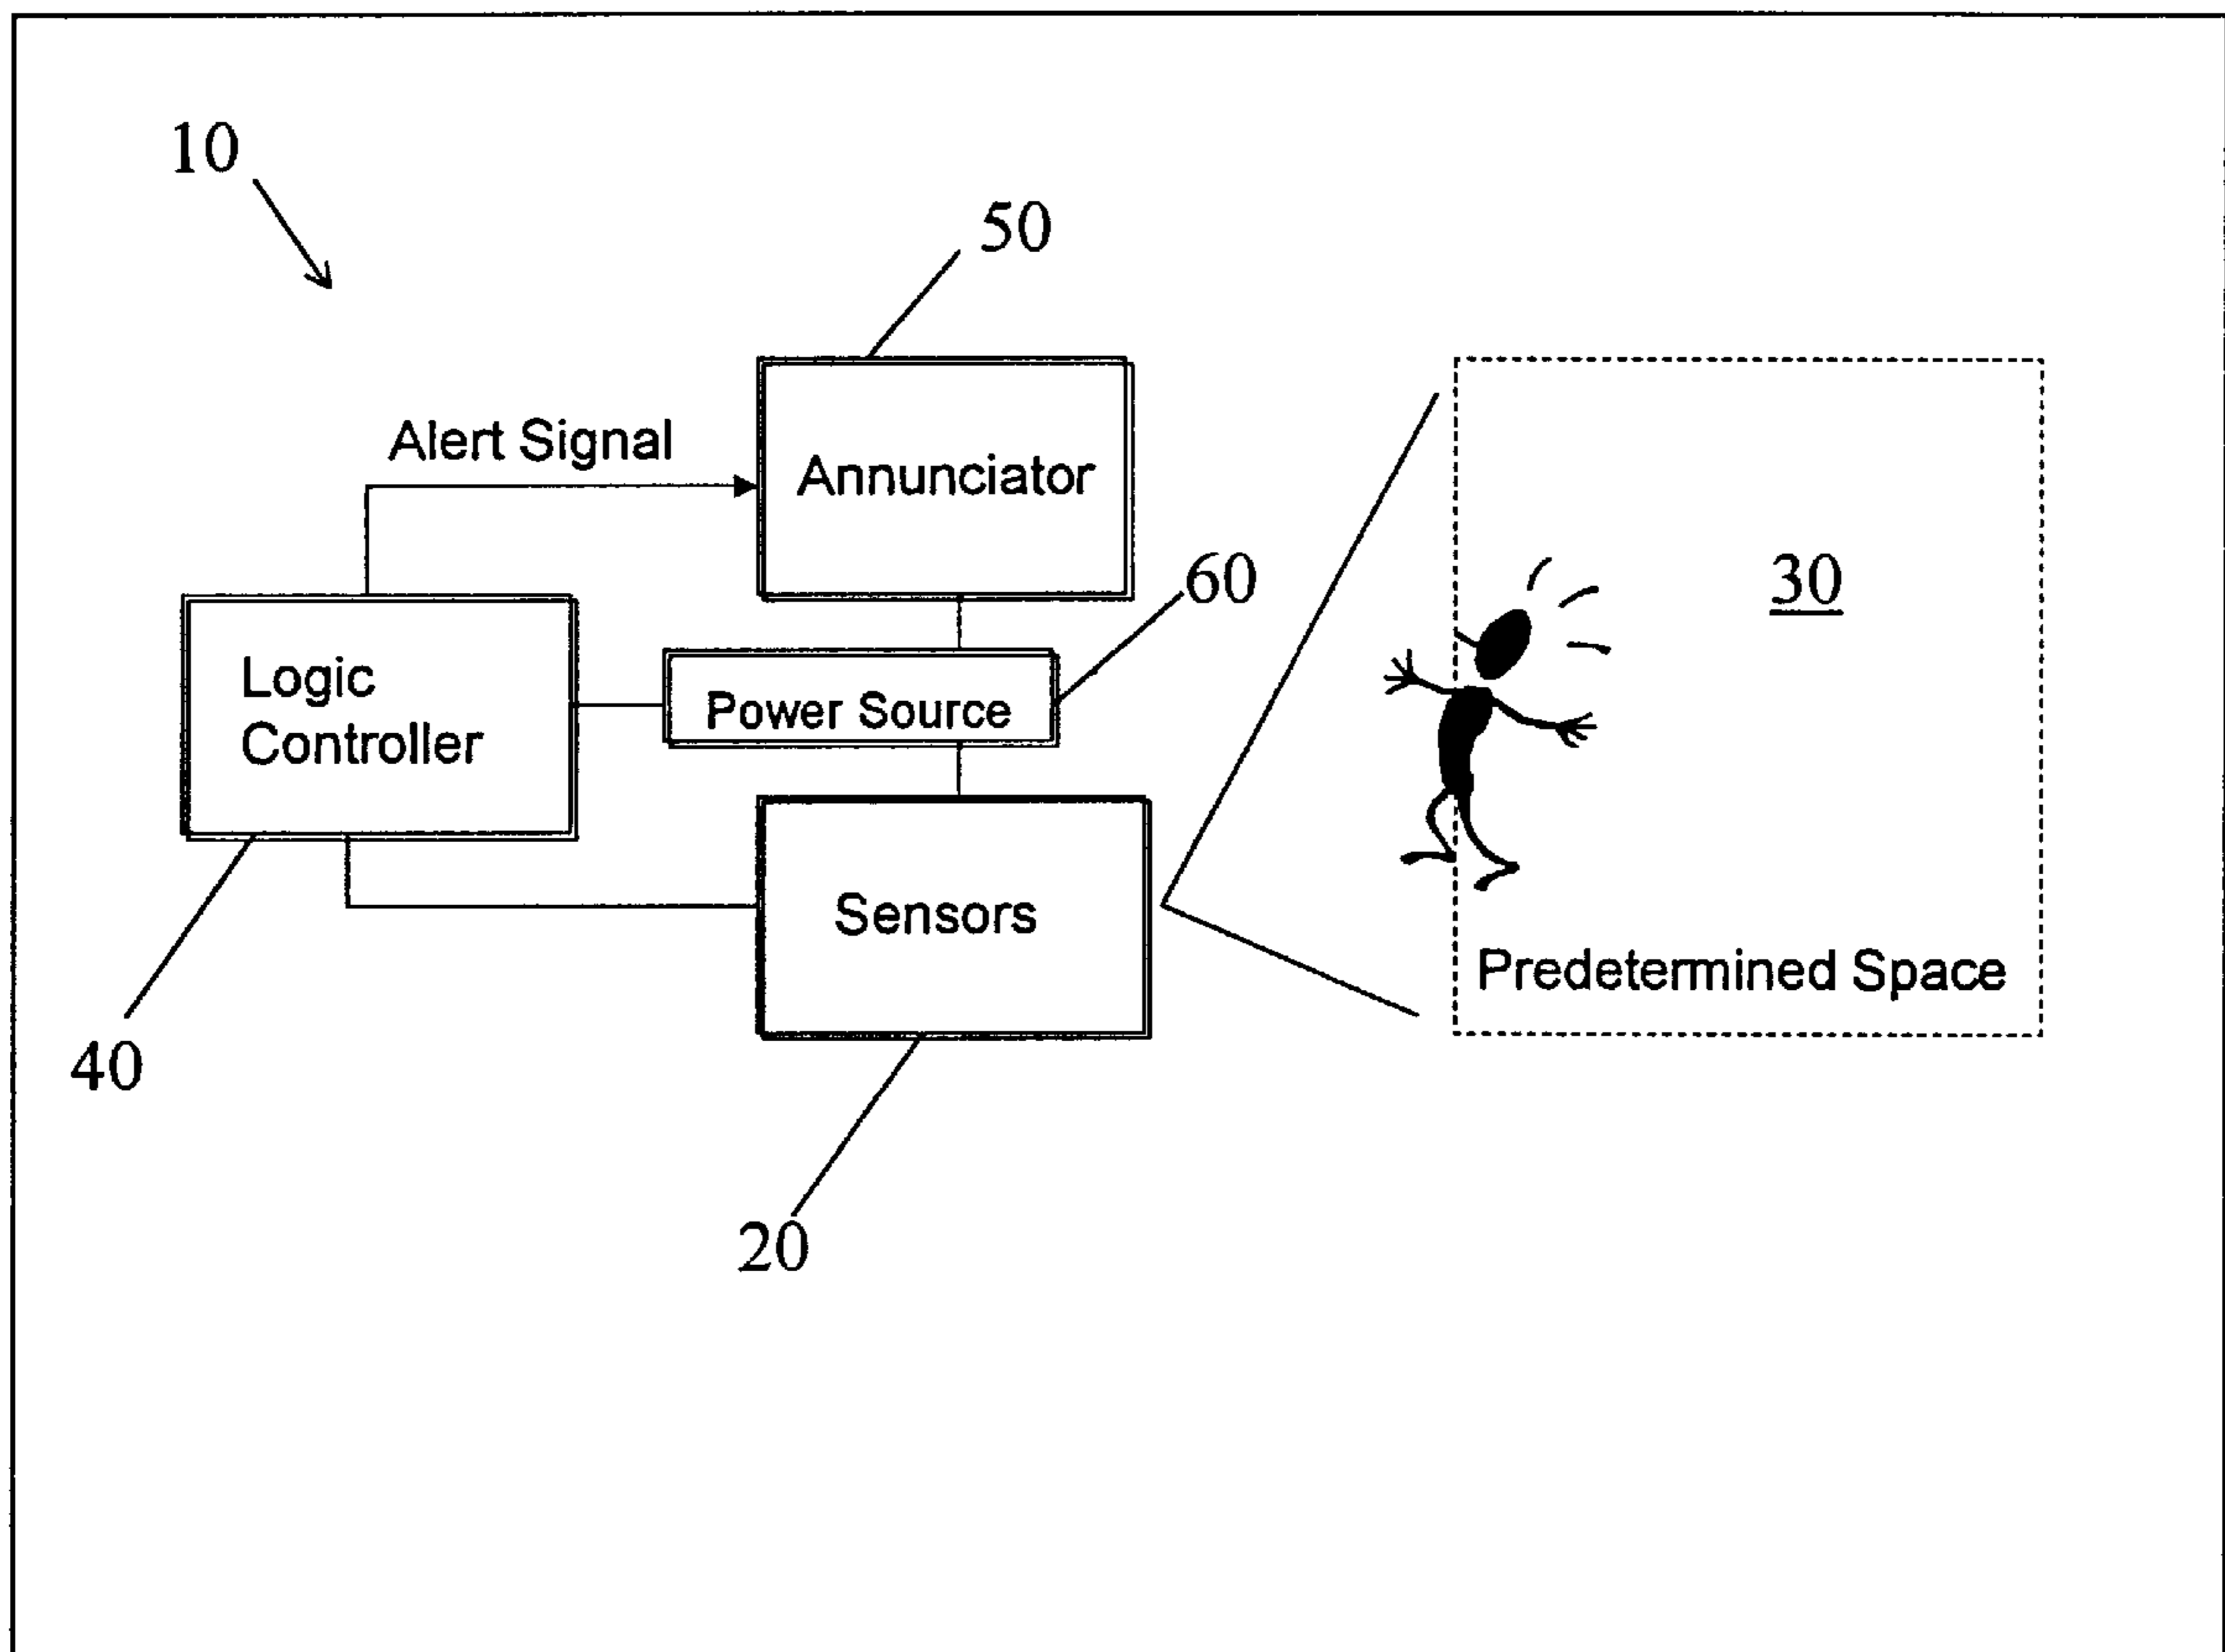 10
50
Alert Signal
Annunciator
60
30
Logic
Controller
Power Source
Sensors
Predetermined Space
40
20